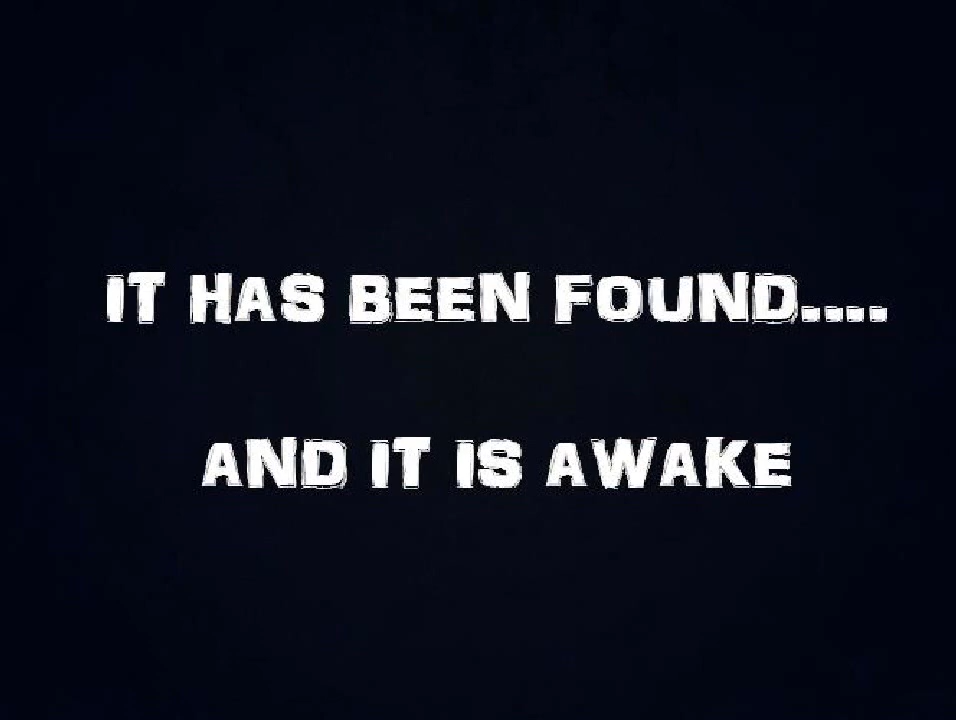 IT HAS BEEN FOUND....
AND IT IS AWAKE